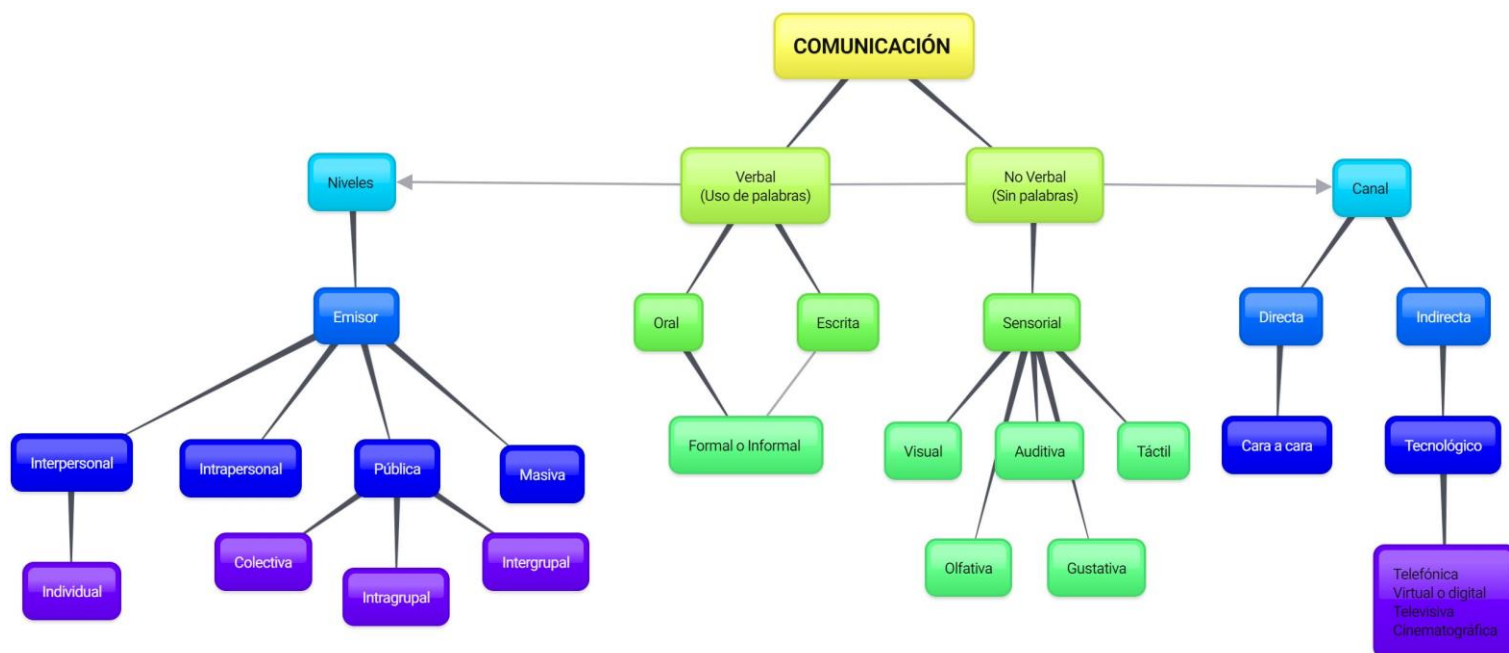 COMUNICACIÓN
Niveles
Verbal
(Uso de palabras)
No Verbal
(Sin palabras)
Canal
Emisor
Oral
Escrita
Sensorial
Directa
Indirecta
Interpersonal
Intrapersonal
Pública
Masiva
Formal o Informal
Visual
Auditiva
Táctil
Cara a cara
Tecnológico
Individual
Colectiva
Intragrupal
Intergrupal
Olfativa
Gustativa
Telefónica
Virtual o digital
Televisiva
Cinematográfica